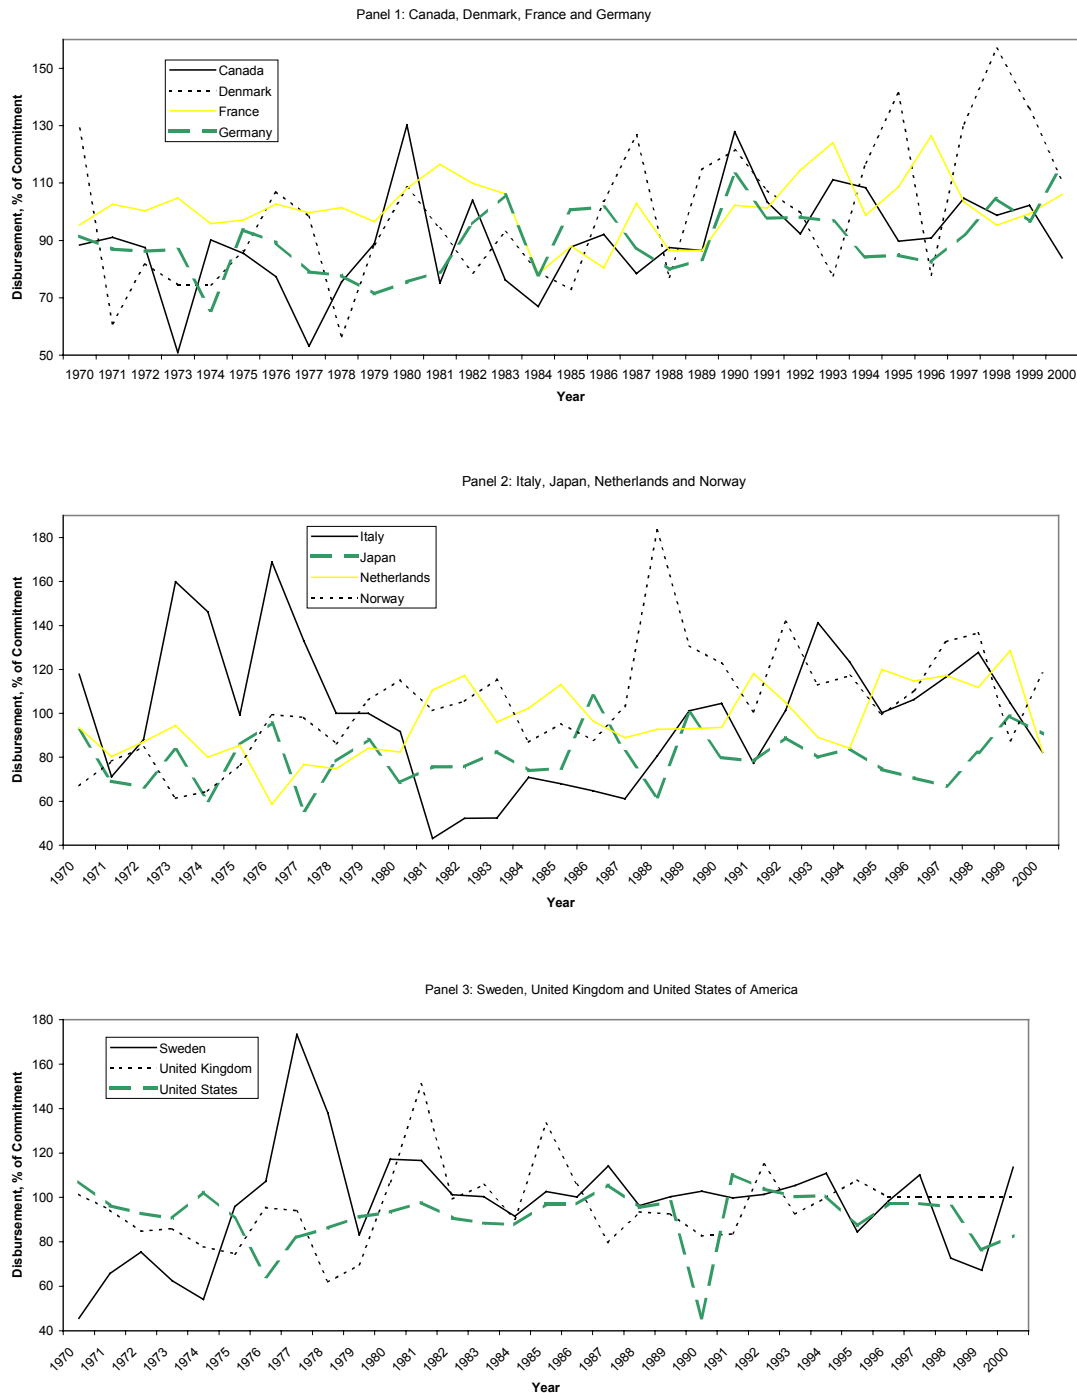 Panel 1: Canada, Denmark, France and Germany
150
130
110
90
70
50
Disbursement, % of Commitment
Canada
Denmark
France
Germany
1970 1971 1972 1973 1974 1975 1976 1977 1978 1979 1980 1981 1982 1983 1984 1985 1986 1987 1988 1989 1990 1991 1992 1993 1994 1995 1996 1997 1998 1999 2000
Year
Panel 2: Italy, Japan, Netherlands and Norway
180
160
140
120
100
80
60
40
Disbursement, % of Commitment
Italy
Japan
Netherlands
Norway
1970 1971 1972 1973 1974 1975 1976 1977 1978 1979 1980 1981 1982 1983 1984 1985 1986 1987 1988 1989 1990 1991 1992 1993 1994 1995 1996 1997 1998 1999 2000
Year
Panel 3: Sweden, United Kingdom and United States of America
180
160
140
120
100
80
60
40
Disbursement, % of Commitment
Sweden
United Kingdom
United States
1970 1971 1972 1973 1974 1975 1976 1977 1978 1979 1980 1981 1982 1983 1984 1985 1986 1987 1988 1989 1990 1991 1992 1993 1994 1995 1996 1997 1998 1999 2000
Year